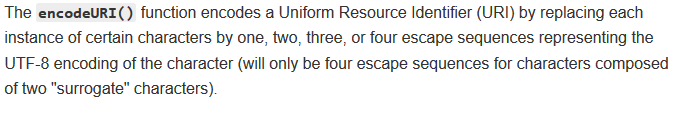 The encodeURI() function encodes a Uniform Resource Identifier (URI) by replacing each
instance of certain characters by one, two, three, or four escape sequences representing the
UTF-8 encoding of the character (will only be four escape sequences for characters composed
of two "surrogate" characters).